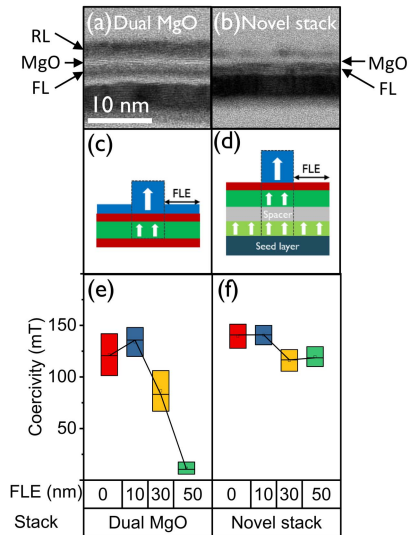 (a) Dual MgO (b) Novel stack
RL
MgO MgO
FL FL
10 nm
(c) (d)
FLE FLE
Spacer
Seed layer
(e) (f)
Coercivity (mT)
150
100
50
FLE (nm) 0 10 30 50 0 10 30 50
Stack Dual MgO Novel stack